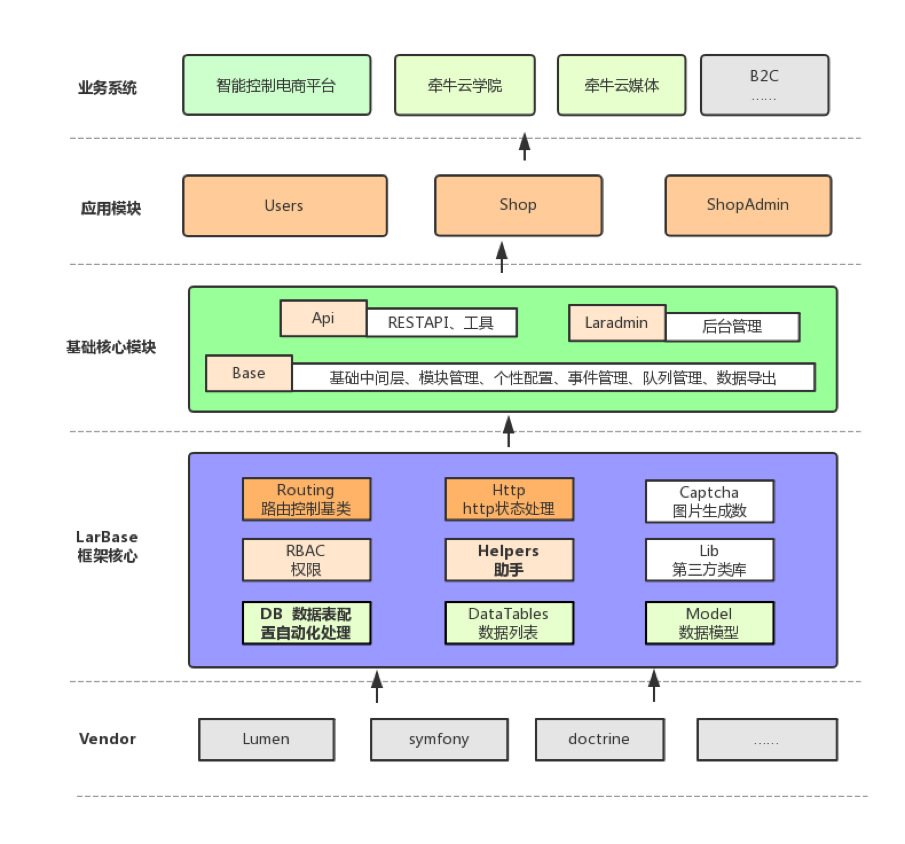 业务系统
智能控制电商平台
牵牛云学院
牵牛云媒体
B2C
……
应用模块
Users
Shop
ShopAdmin
基础核心模块
Api
RESTAPI、工具
Laradmin
后台管理
Base
基础中间层、模块管理、个性配置、事件管理、队列管理、数据导出
LarBase
框架核心
Routing
路由控制基类
Http
http状态处理
Captcha
图片生成数
RBAC
权限
Helpers
助手
Lib
第三方类库
DB 数据表配
置自动化处理
DataTables
数据列表
Model
数据模型
Vendor
Lumen
symfony
doctrine
……